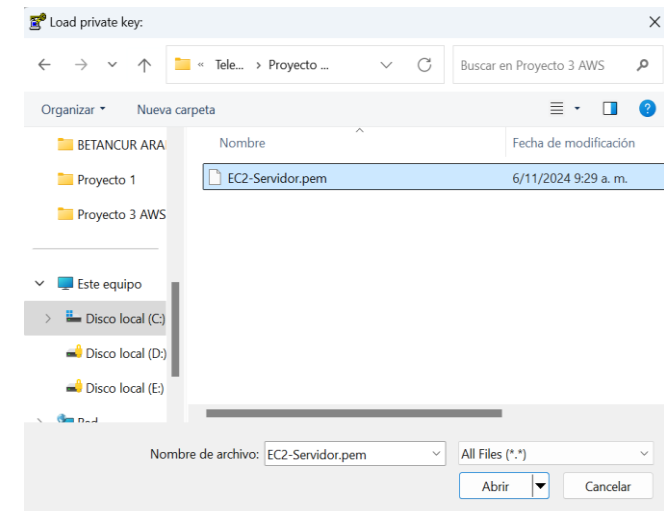 Load private key:
« Tele... > Proyecto ...
Buscar en Proyecto 3 AWS
Organizar
Nueva carpeta
BETANCUR ARA
Nombre
Fecha de modificación
Proyecto 1
EC2-Servidor.pem
6/11/2024 9:29 a. m.
Proyecto 3 AWS
Este equipo
Disco local (C:)
Disco local (D:)
Disco local (E:)
Red
Nombre de archivo: EC2-Servidor.pem
All Files (*.*)
Abrir
Cancelar